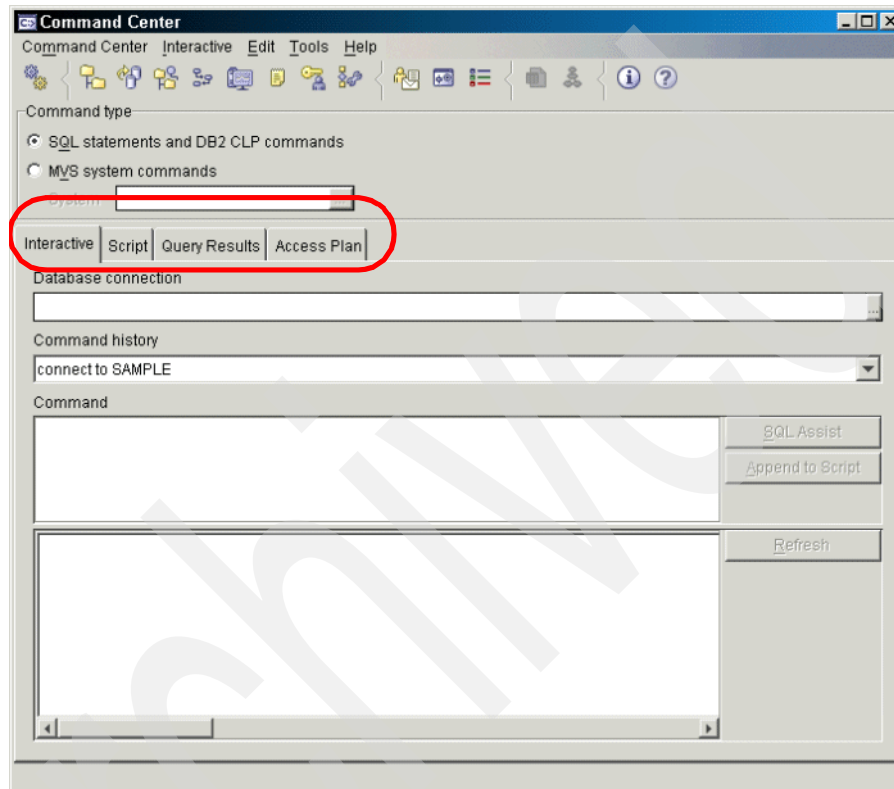 Command Center
Command Center Interactive Edit Tools Help
Command type
SQL statements and DB2 CLP commands
MVS system commands
System
Interactive Script Query Results Access Plan
Database connection
Command history
connect to SAMPLE
Command
SQL Assist
Append to Script
Refresh